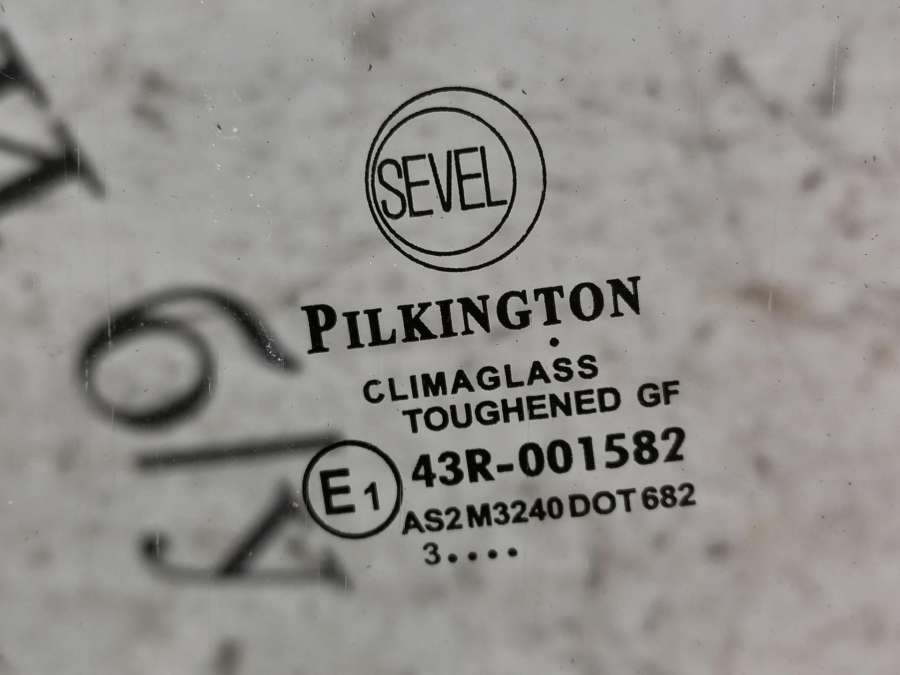 SEVEL
PILKINGTON
CLIMAGLASS
TOUGHENED GF
E1 43R-001582
AS2 M3240 DOT 682
3....